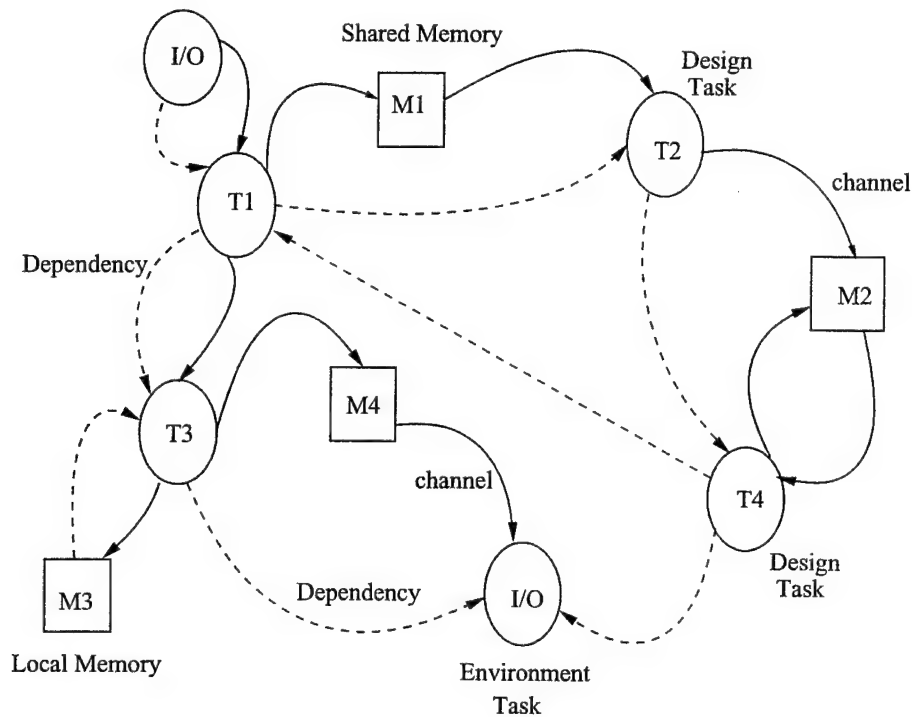 I/O
Shared Memory
M1
Design
Task
T2
channel
T1
Dependency
M2
M4
T3
channel
T4
M3
Dependency
I/O
Design
Task
Local Memory
Environment
Task